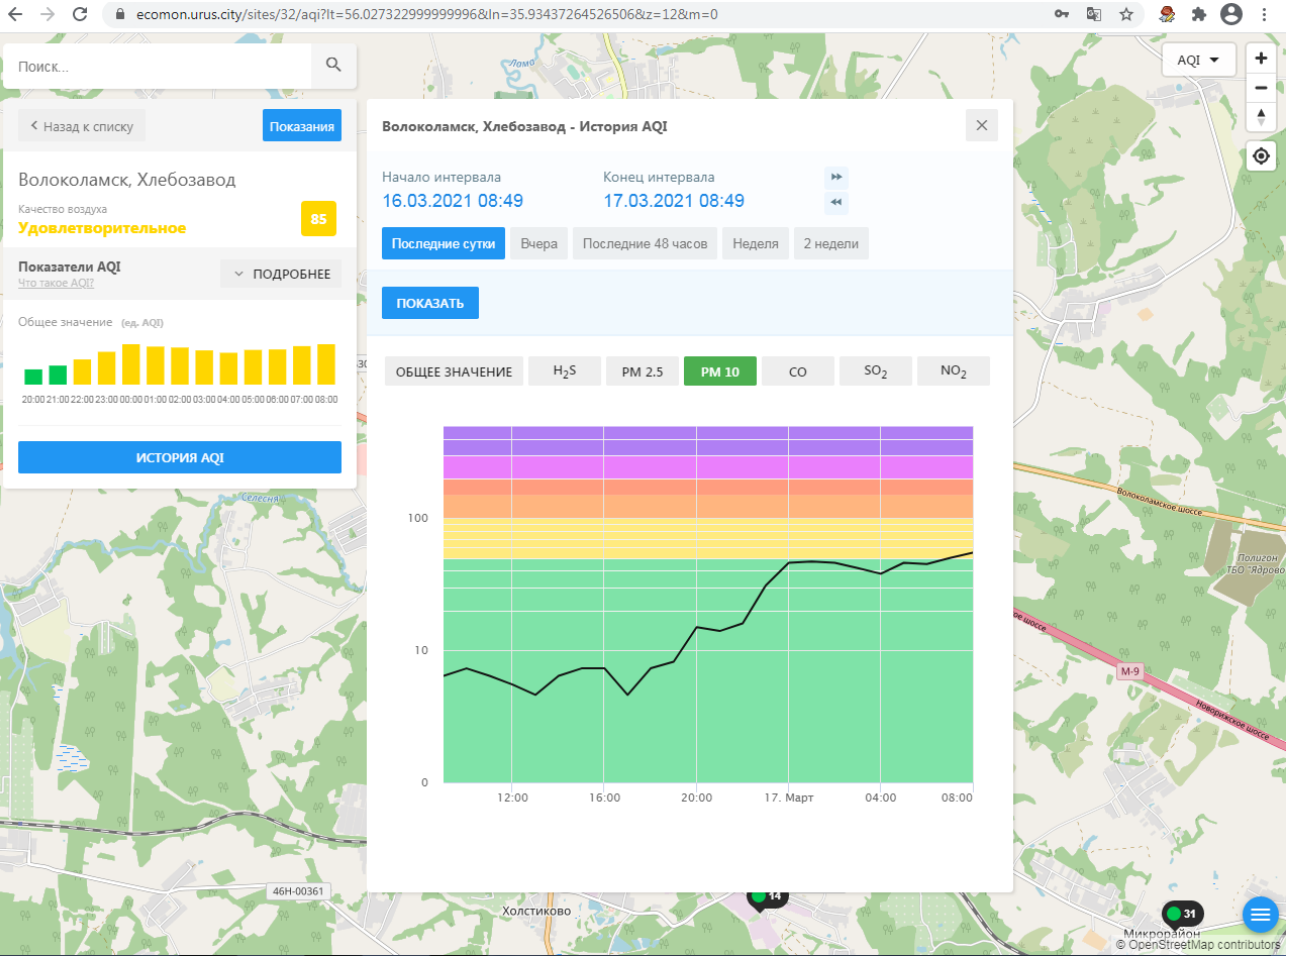 ecomon.urus.city/sites/32/aqi?lt=56.027322999999996&ln=35.93437264526506&z=12&m=0
Поиск...
AQI
Назад к списку
Показания
Волоколамск, Хлебозавод
Качество воздуха
Удовлетворительное
85
Показатели AQI
Что такое AQI?
ПОДРОБНЕЕ
Общее значение (ед. AQI)
20:00 21:00 22:00 23:00 00:00 01:00 02:00 03:00 04:00 05:00 06:00 07:00 08:00
ИСТОРИЯ AQI
Волоколамск, Хлебозавод - История AQI
Начало интервала
16.03.2021 08:49
Конец интервала
17.03.2021 08:49
Последние сутки
Вчера
Последние 48 часов
Неделя
2 недели
ПОКАЗАТЬ
ОБЩЕЕ ЗНАЧЕНИЕ
H2S
PM 2.5
PM 10
CO
SO2
NO2
100
10
0
12:00
16:00
20:00
17. Март
04:00
08:00
Лама
Селесня
Волоколамское шоссе
Полигон
ТБО "Ядрово
М-9
Новорижское шоссе
46Н-00361
Холстиково
14
31
Микрорайон
© OpenStreetMap contributors